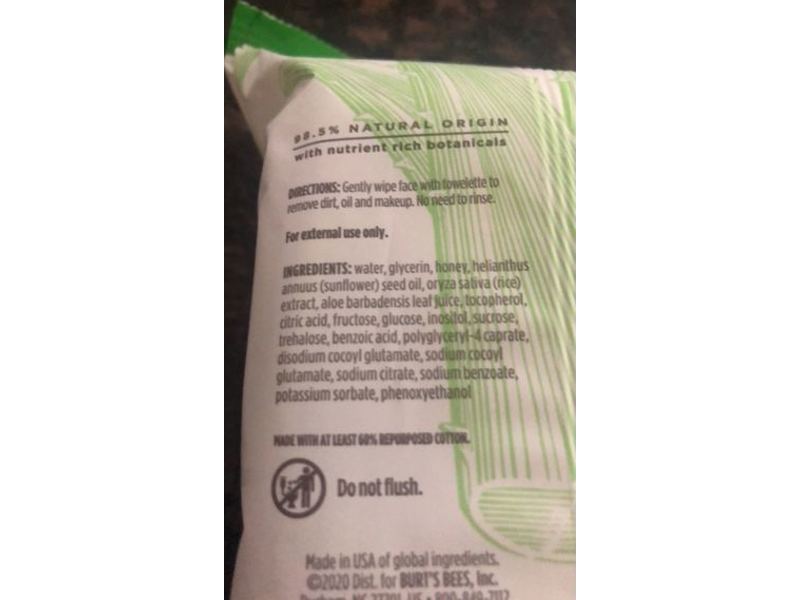 98.5% NATURAL ORIGIN
with nutrient rich botanicals
DIRECTIONS: Gently wipe face with towelette to
remove dirt, oil and makeup. No need to rinse.
For external use only.
INGREDIENTS: water, glycerin, honey, helianthus
annuus (sunflower) seed oil, oryza sativa (rice)
extract, aloe barbadensis leaf juice, tocopherol,
citric acid, fructose, glucose, inositol, sucrose,
trehalose, benzoic acid, polyglyceryl-4 caprate,
disodium cocoyl glutamate, sodium cocoyl
glutamate, sodium citrate, sodium benzoate,
potassium sorbate, phenoxyethanol
MADE WITH AT LEAST 60% REPURPOSED COTTON.
Do not flush.
Made in USA of global ingredients.
©2020 Dist. for BURT'S BEES, Inc.
Durham, NC 27701 US •